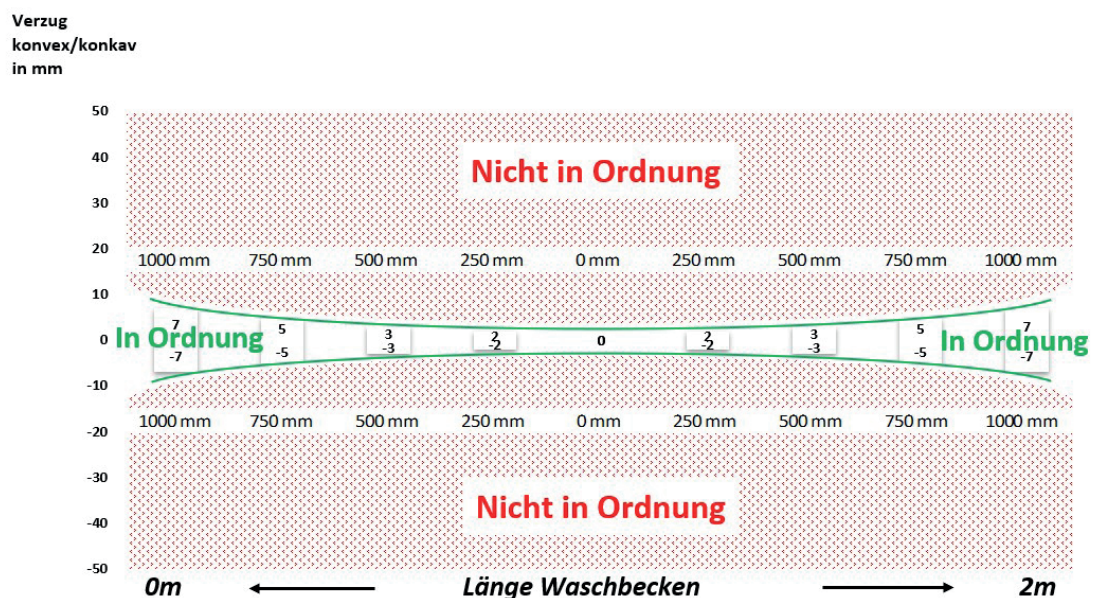 Verzug
konvex/konkav
in mm
50
40
Nicht in Ordnung
30
20
1000 mm 750 mm 500 mm 250 mm 0 mm 250 mm 500 mm 750 mm 1000 mm
10
7 5 3 2 2 3 5 7
0 In Ordnung 0 In Ordnung
-7 -5 -3 -2 -2 -3 -5 -7
-10
1000 mm 750 mm 500 mm 250 mm 0 mm 250 mm 500 mm 750 mm 1000 mm
-20
-30
Nicht in Ordnung
-40
-50
0m Länge Waschbecken 2m